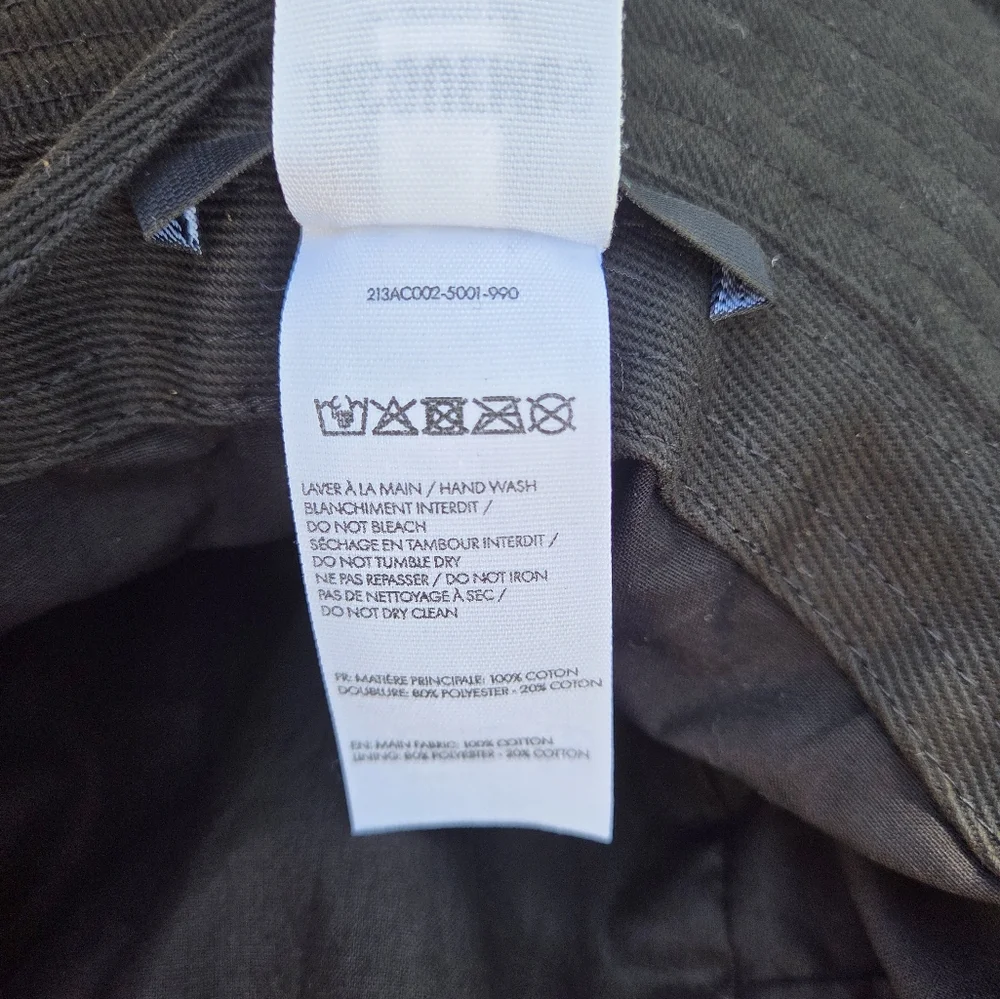 213AC002-5001-990
LAVER À LA MAIN / HAND WASH
BLANCHIMENT INTERDIT /
DO NOT BLEACH
SÉCHAGE EN TAMBOUR INTERDIT /
DO NOT TUMBLE DRY
NE PAS REPASSER / DO NOT IRON
PAS DE NETTOYAGE À SEC /
DO NOT DRY CLEAN
FR: MATIÈRE PRINCIPALE: 100% COTON
DOUBLURE: 80% POLYESTER - 20% COTON
EN: MAIN FABRIC: 100% COTTON
LINING: 80% POLYESTER - 20% COTTON